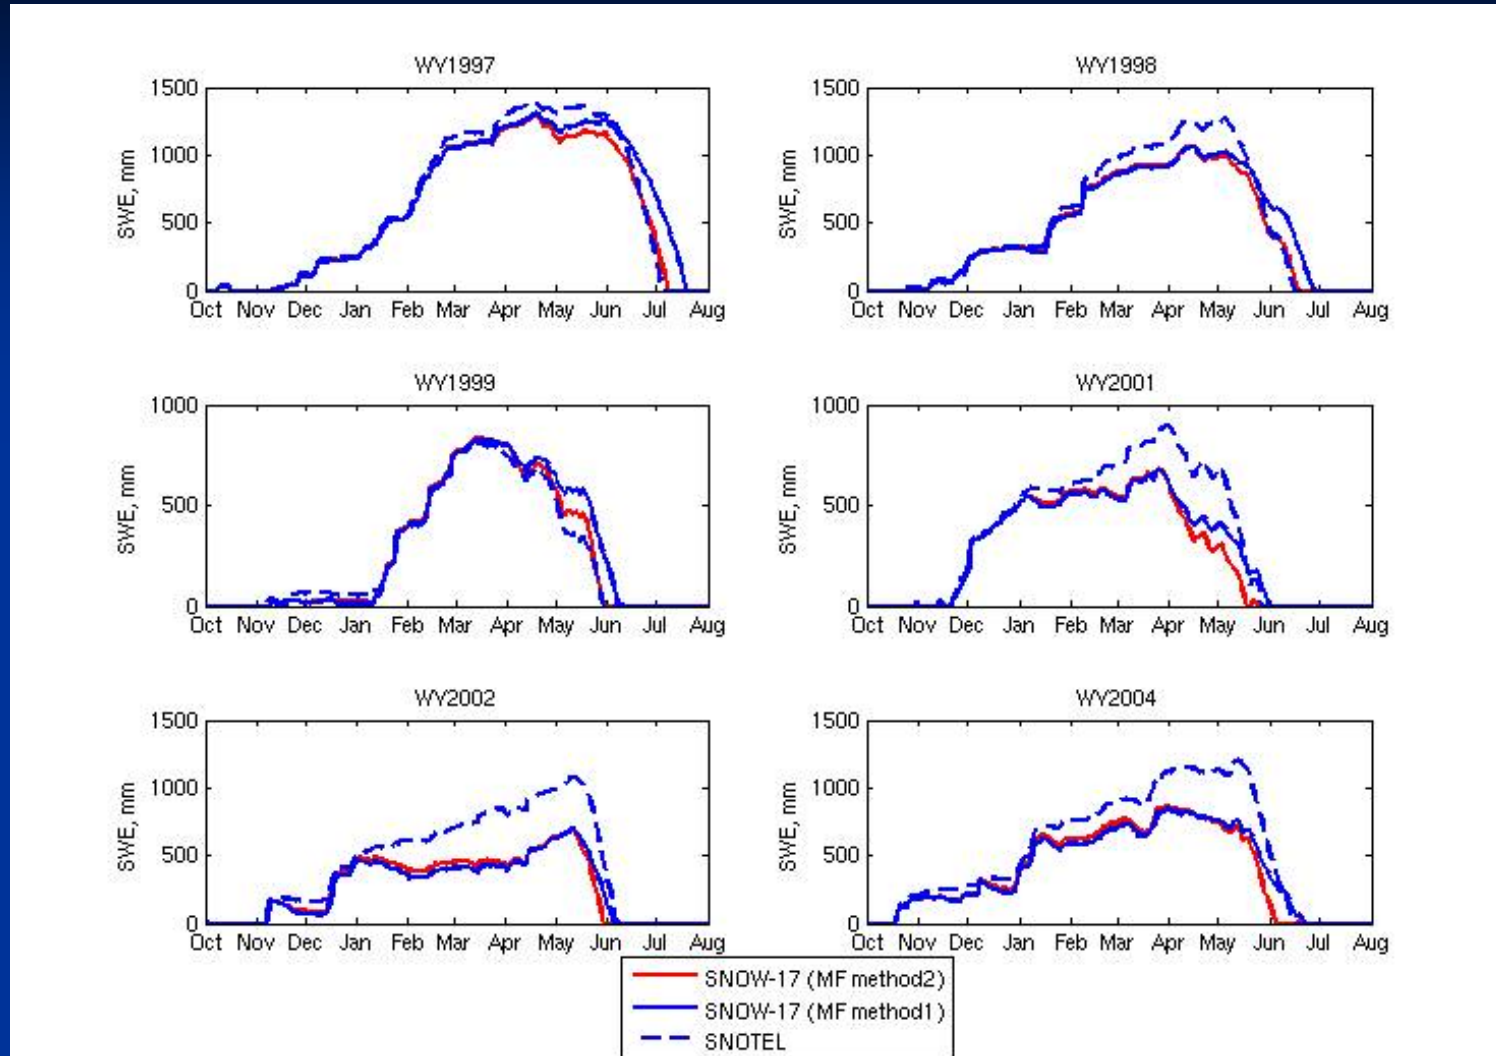 WY1997
1500
1000
500
0
SWE, mm
Oct Nov Dec Jan Feb Mar Apr May Jun Jul Aug
WY1998
1500
1000
500
0
SWE, mm
Oct Nov Dec Jan Feb Mar Apr May Jun Jul Aug
WY1999
1000
500
0
SWE, mm
Oct Nov Dec Jan Feb Mar Apr May Jun Jul Aug
WY2001
1000
500
0
SWE, mm
Oct Nov Dec Jan Feb Mar Apr May Jun Jul Aug
WY2002
1500
1000
500
0
SWE, mm
Oct Nov Dec Jan Feb Mar Apr May Jun Jul Aug
WY2004
1500
1000
500
0
SWE, mm
Oct Nov Dec Jan Feb Mar Apr May Jun Jul Aug
SNOW-17 (MF method2)
SNOW-17 (MF method1)
SNOTEL